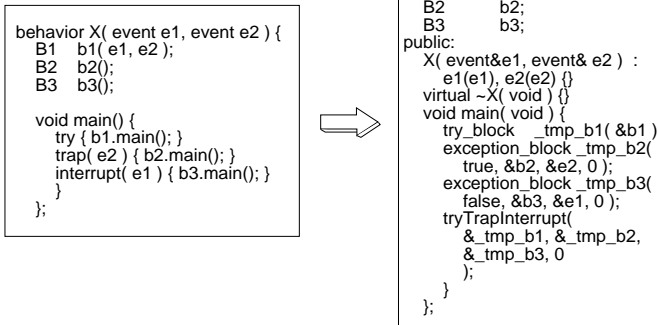 behavior X( event e1, event e2 ) {
B1 b1( e1, e2 );
B2 b2();
B3 b3();
void main() {
try { b1.main(); }
trap( e2 ) { b2.main(); }
interrupt( e1 ) { b3.main(); }
}
};
B2 b2;
B3 b3;
public:
X( event&e1, event& e2 ) :
e1(e1), e2(e2) {}
virtual ~X( void ) {}
void main( void ) {
try_block _tmp_b1( &b1 )
exception_block _tmp_b2(
true, &b2, &e2, 0 );
exception_block _tmp_b3(
false, &b3, &e1, 0 );
tryTrapInterrupt(
&_tmp_b1, &_tmp_b2,
&_tmp_b3, 0
);
}
};